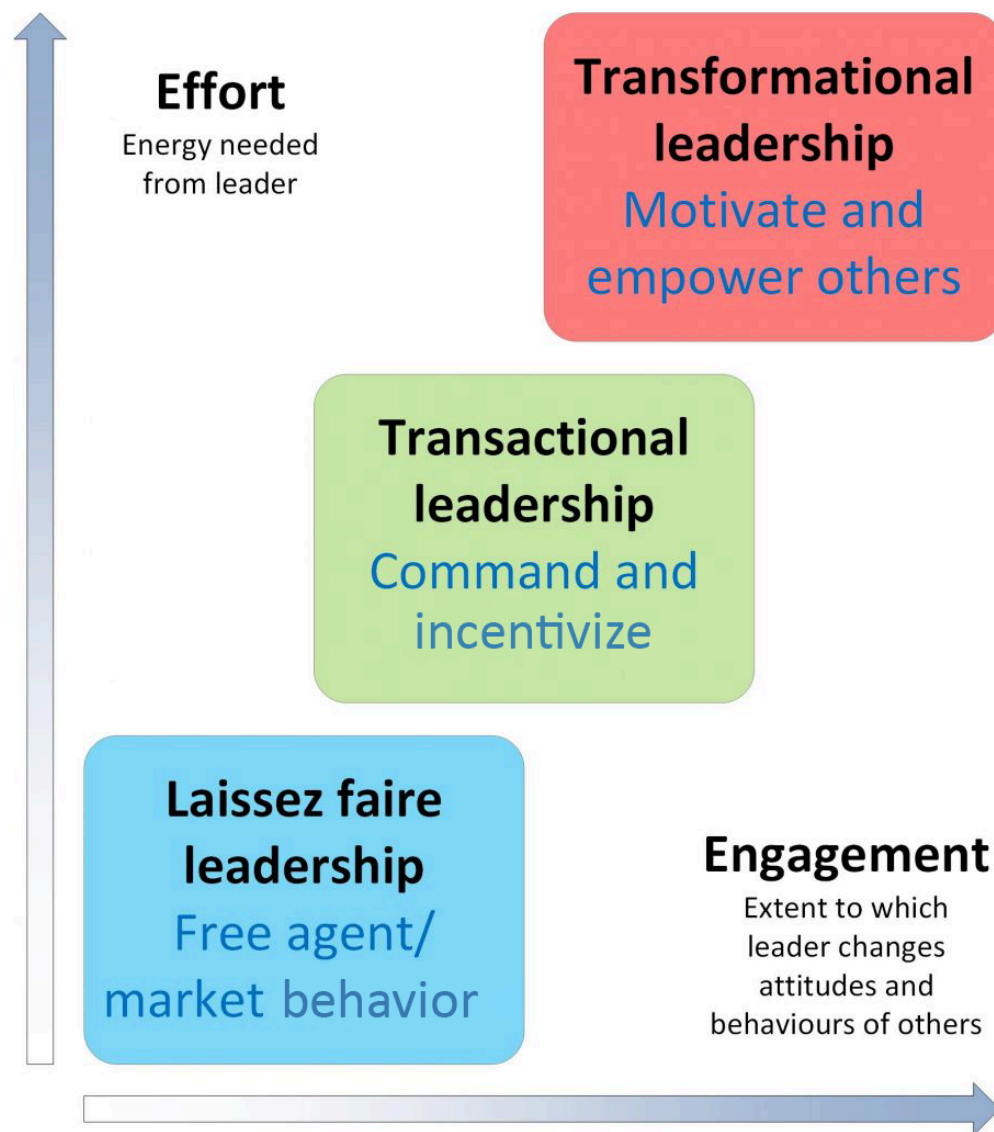 Effort
Energy needed
from leader
Transformational
leadership
Motivate and
empower others
Transactional
leadership
Command and
incentivize
Laissez faire
leadership
Free agent/
market behavior
Engagement
Extent to which
leader changes
attitudes and
behaviours of others